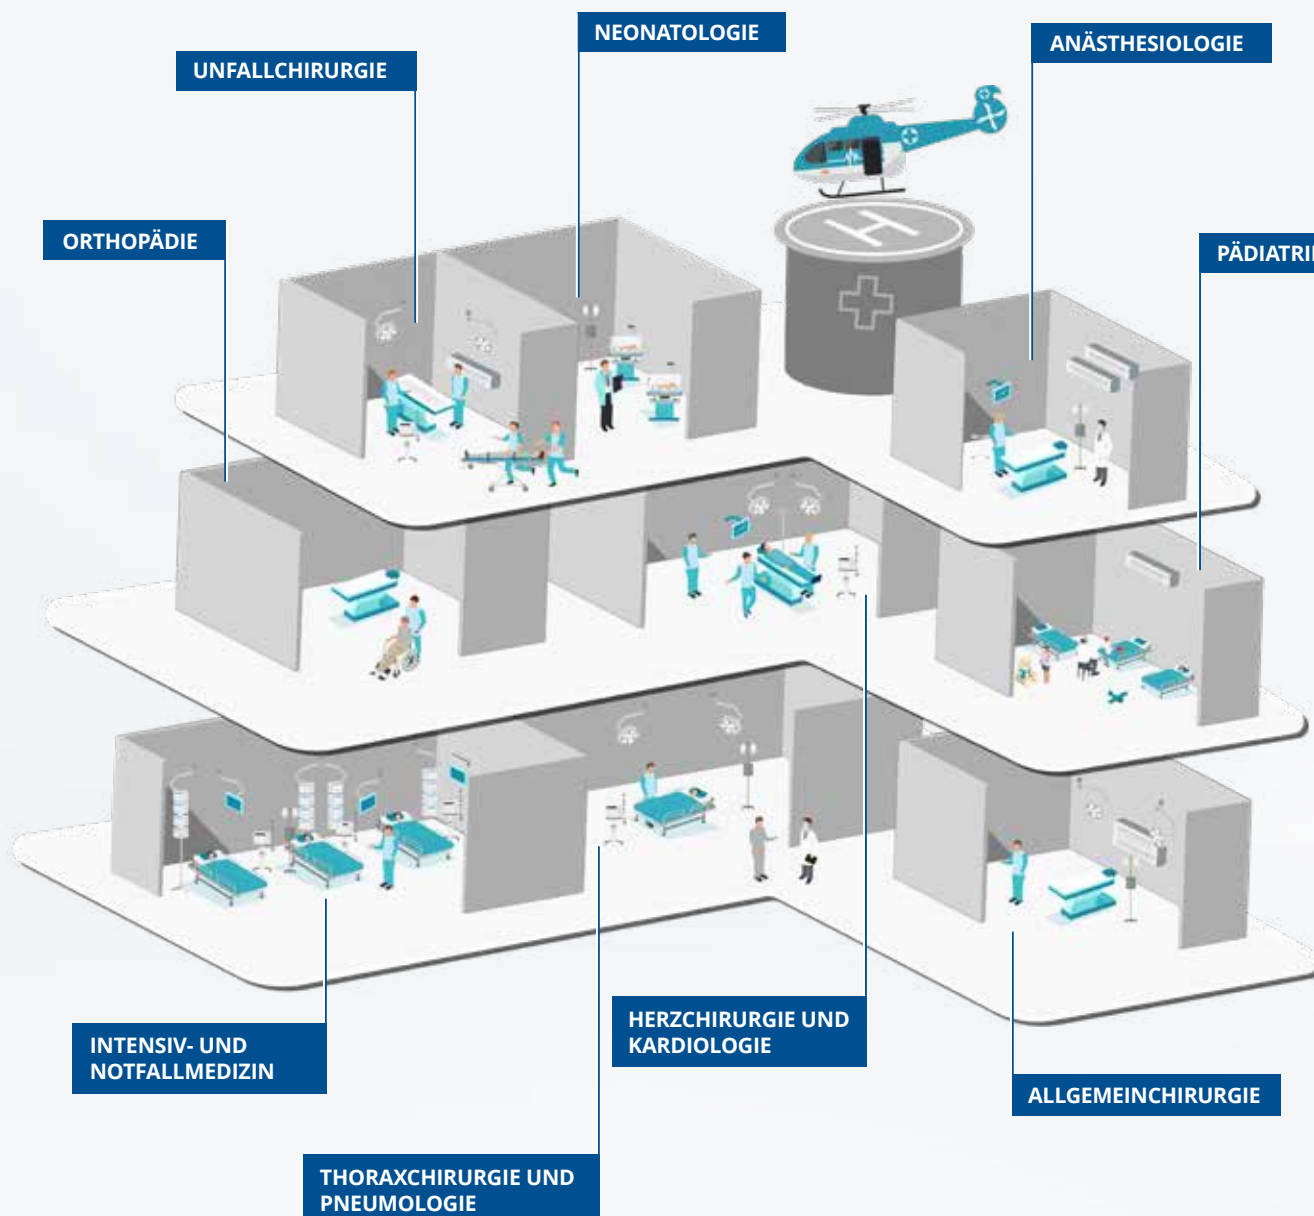 NEONATOLOGIE
ANÄSTHESIOLOGIE
UNFALLCHIRURGIE
ORTHOPÄDIE
PÄDIATRI
H
INTENSIV- UND
NOTFALLMEDIZIN
HERZCHIRURGIE UND
KARDIOLOGIE
ALLGEMEINCHIRURGIE
THORAXCHIRURGIE UND
PNEUMOLOGIE